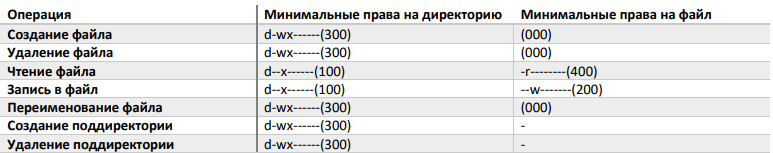 Операция Минимальные права на директорию Минимальные права на файл
Создание файла d-wx------(300) (000)
Удаление файла d-wx------(300) (000)
Чтение файла d--x------(100) -r--------(400)
Запись в файл d--x------(100) --w-------(200)
Переименование файла d-wx------(300) (000)
Создание поддиректории d-wx------(300) -
Удаление поддиректории d-wx------(300) -